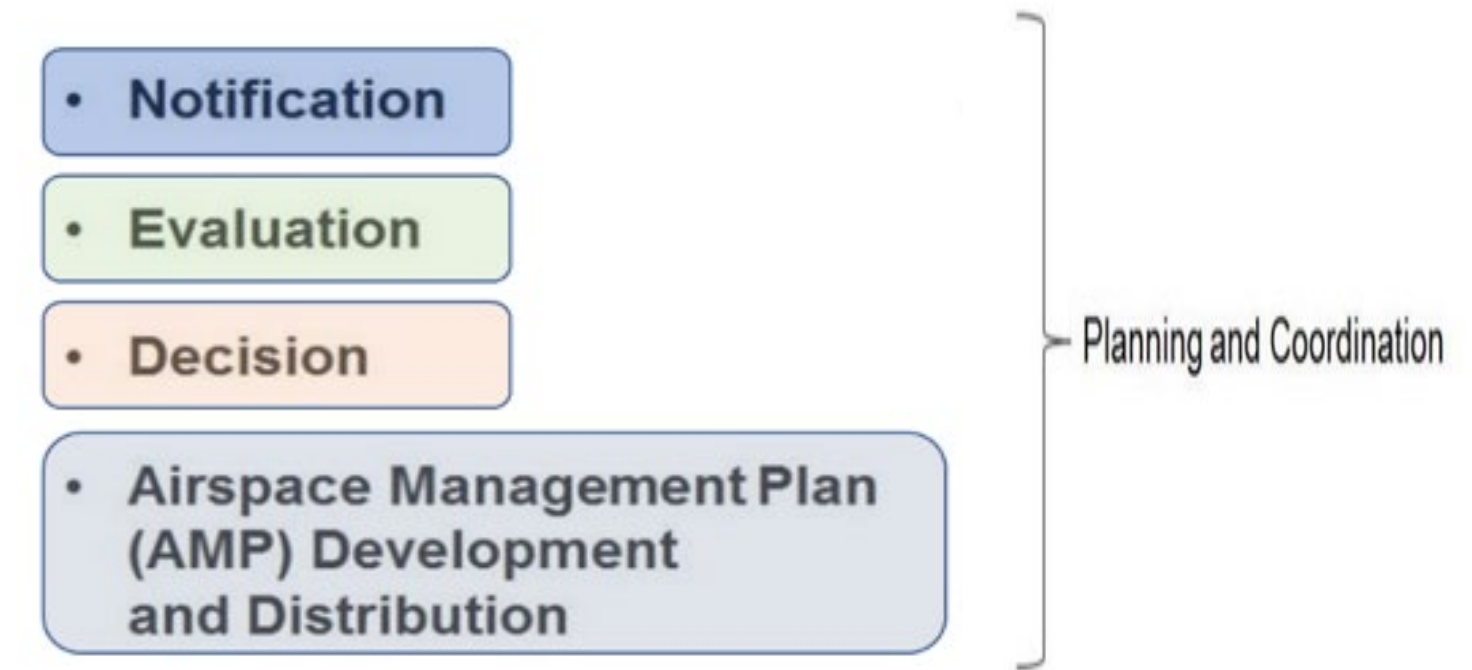 • Notification
• Evaluation
• Decision
• Airspace Management Plan
(AMP) Development
and Distribution
Planning and Coordination